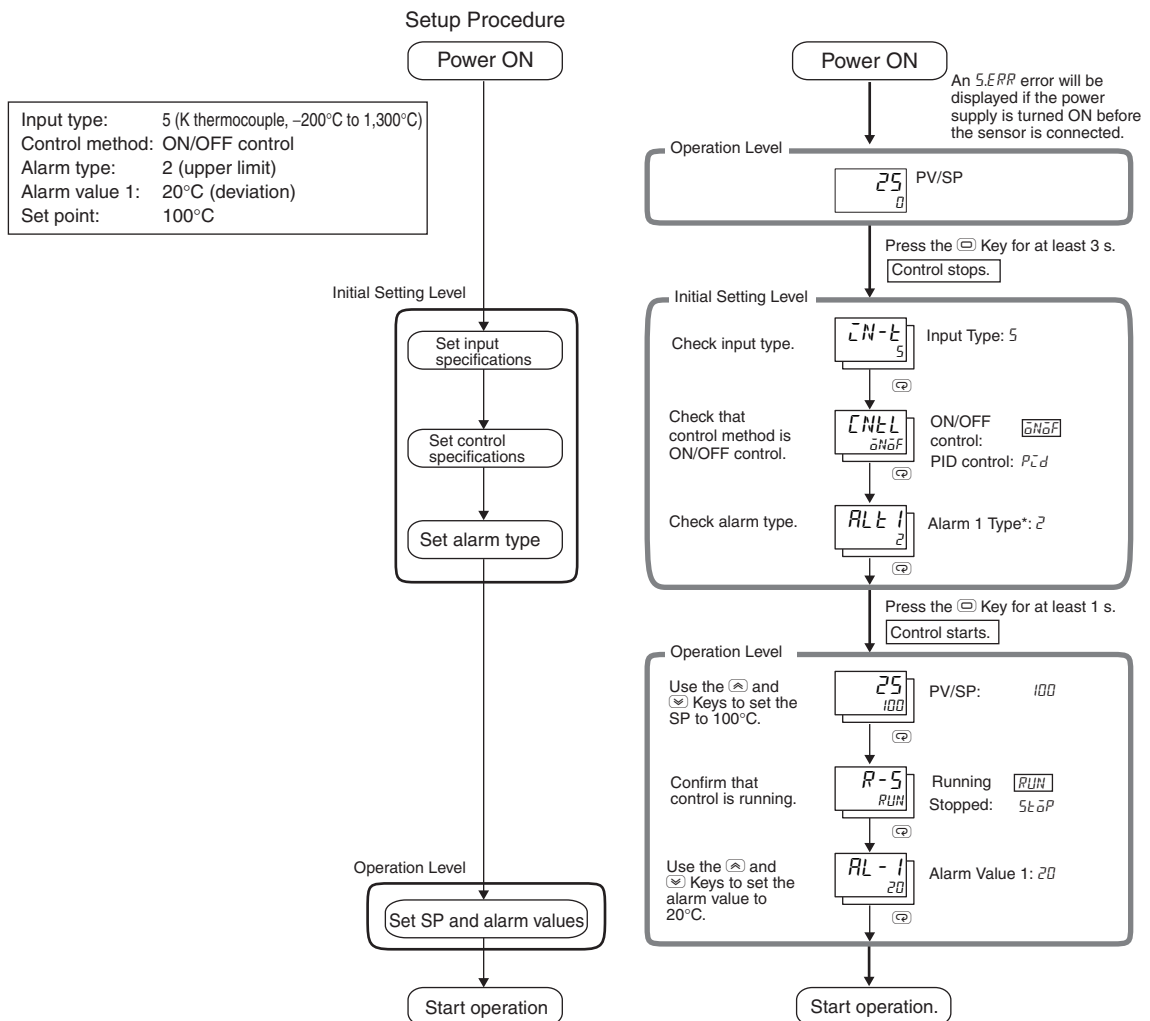 Setup Procedure
Power ON
Input type: 5 (K thermocouple, −200°C to 1,300°C)
Control method: ON/OFF control
Alarm type: 2 (upper limit)
Alarm value 1: 20°C (deviation)
Set point: 100°C
Initial Setting Level
Set input
specifications
Set control
specifications
Set alarm type
Operation Level
Set SP and alarm values
Start operation
Power ON
An S.ERR error will be
displayed if the power
supply is turned ON before
the sensor is connected.
Operation Level
25
0
PV/SP
Press the Key for at least 3 s.
Control stops.
Initial Setting Level
Check input type.
IN-T
5
Input Type: 5
Check that
control method is
ON/OFF control.
CNTL
ONOF
ON/OFF
control: ONOF
PID control: PID
Check alarm type.
ALT1
2
Alarm 1 Type*: 2
Press the Key for at least 1 s.
Control starts.
Operation Level
Use the and
Keys to set the
SP to 100°C.
25
100
PV/SP: 100
Confirm that
control is running.
R-S
RUN
Running RUN
Stopped: STOP
Use the and
Keys to set the
alarm value to
20°C.
AL-1
20
Alarm Value 1: 20
Start operation.